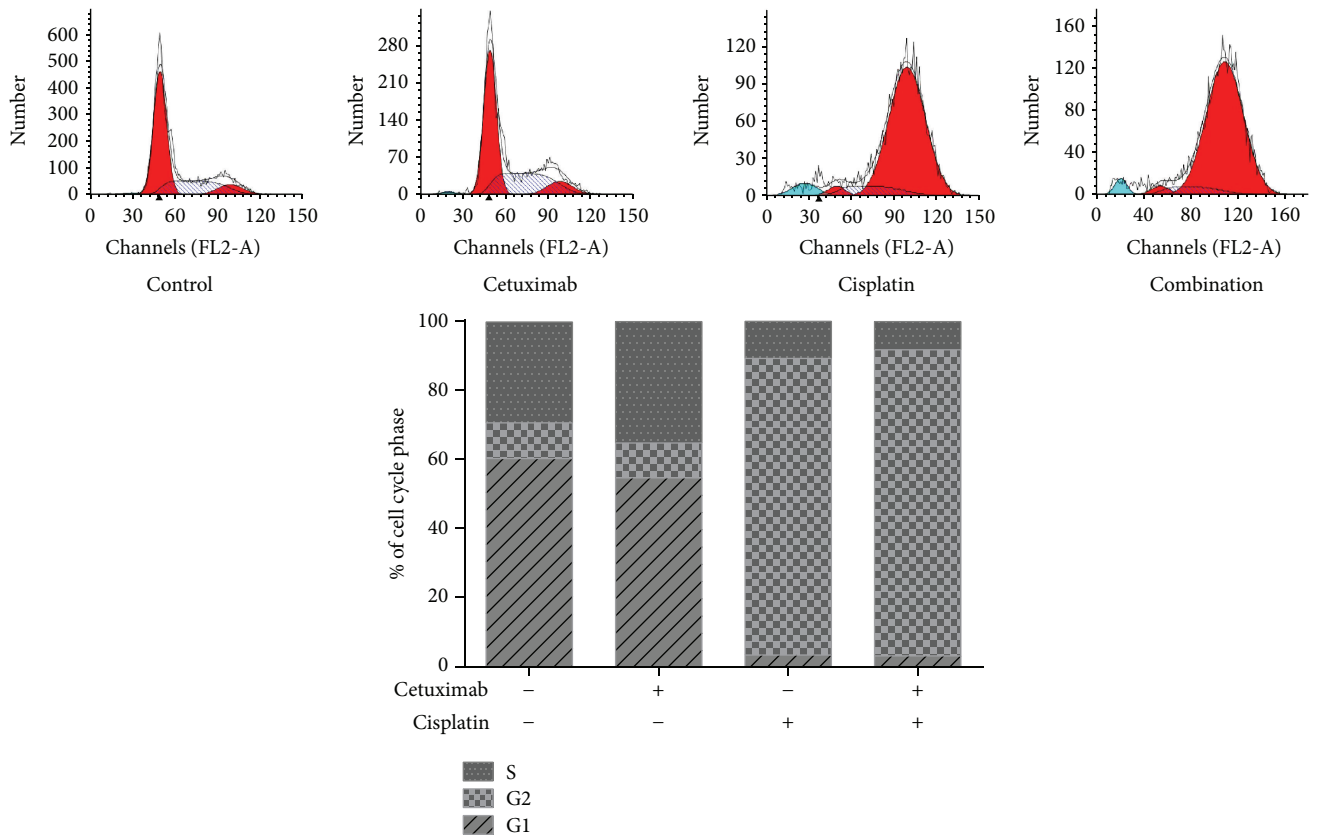 Number
600
500
400
300
200
100
0
0 30 60 90 120 150
Channels (FL2-A)
Control
Number
280
210
140
70
0
0 30 60 90 120 150
Channels (FL2-A)
Cetuximab
Number
120
90
60
30
0
0 30 60 90 120 150
Channels (FL2-A)
Cisplatin
Number
160
120
80
40
0
0 40 80 120 160
Channels (FL2-A)
Combination
% of cell cycle phase
100
80
60
40
20
0
Cetuximab − + − +
Cisplatin − − + +
S
G2
G1